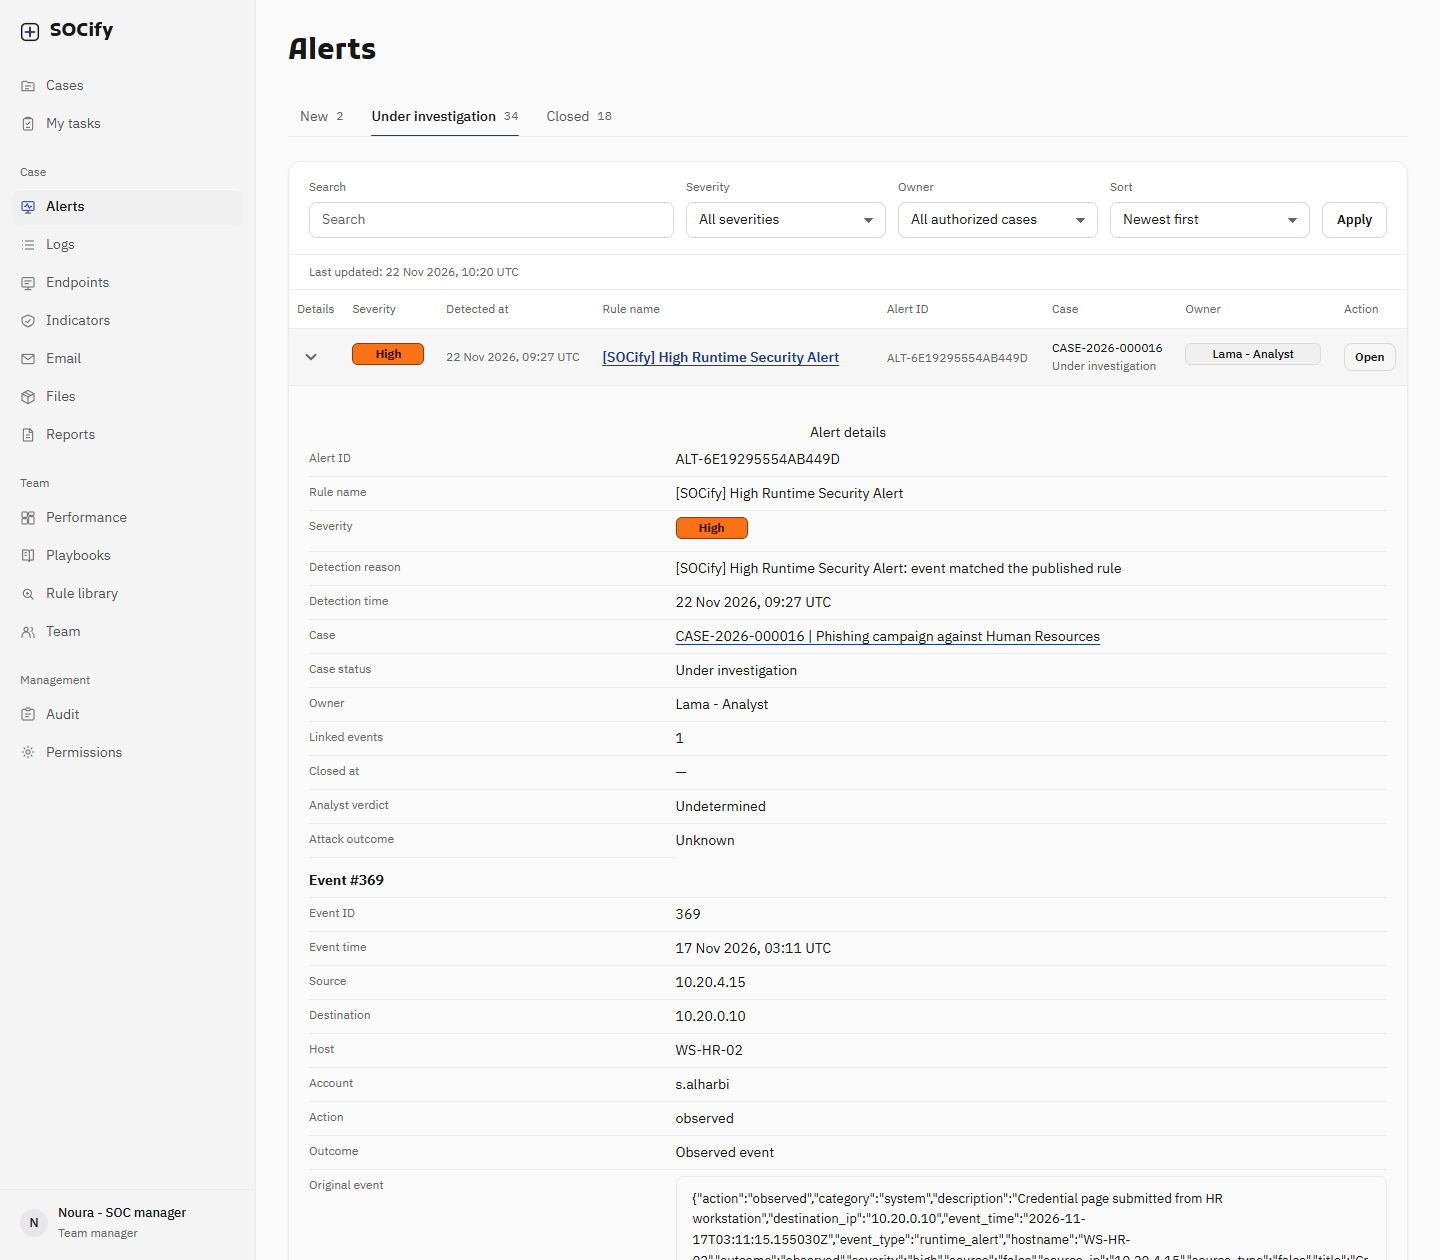 SOCify
Cases
My tasks
Case
Alerts
Logs
Endpoints
Indicators
Email
Files
Reports
Team
Performance
Playbooks
Rule library
Team
Management
Audit
Permissions
N
Noura - SOC manager
Team manager
Alerts
New 2 Under investigation 34 Closed 18
Search Severity Owner Sort
Search All severities All authorized cases Newest first Apply
Last updated: 22 Nov 2026, 10:20 UTC
Details Severity Detected at Rule name Alert ID Case Owner Action
High 22 Nov 2026, 09:27 UTC [SOCify] High Runtime Security Alert ALT-6E19295554AB449D CASE-2026-000016 Lama - Analyst Open
Under investigation
Alert details
Alert ID ALT-6E19295554AB449D
Rule name [SOCify] High Runtime Security Alert
Severity High
Detection reason [SOCify] High Runtime Security Alert: event matched the published rule
Detection time 22 Nov 2026, 09:27 UTC
Case CASE-2026-000016 | Phishing campaign against Human Resources
Case status Under investigation
Owner Lama - Analyst
Linked events 1
Closed at —
Analyst verdict Undetermined
Attack outcome Unknown
Event #369
Event ID 369
Event time 17 Nov 2026, 03:11 UTC
Source 10.20.4.15
Destination 10.20.0.10
Host WS-HR-02
Account s.alharbi
Action observed
Outcome Observed event
Original event {"action":"observed","category":"system","description":"Credential page submitted from HR
workstation","destination_ip":"10.20.0.10","event_time":"2026-11-
17T03:11:15.155030Z","event_type":"runtime_alert","hostname":"WS-HR-